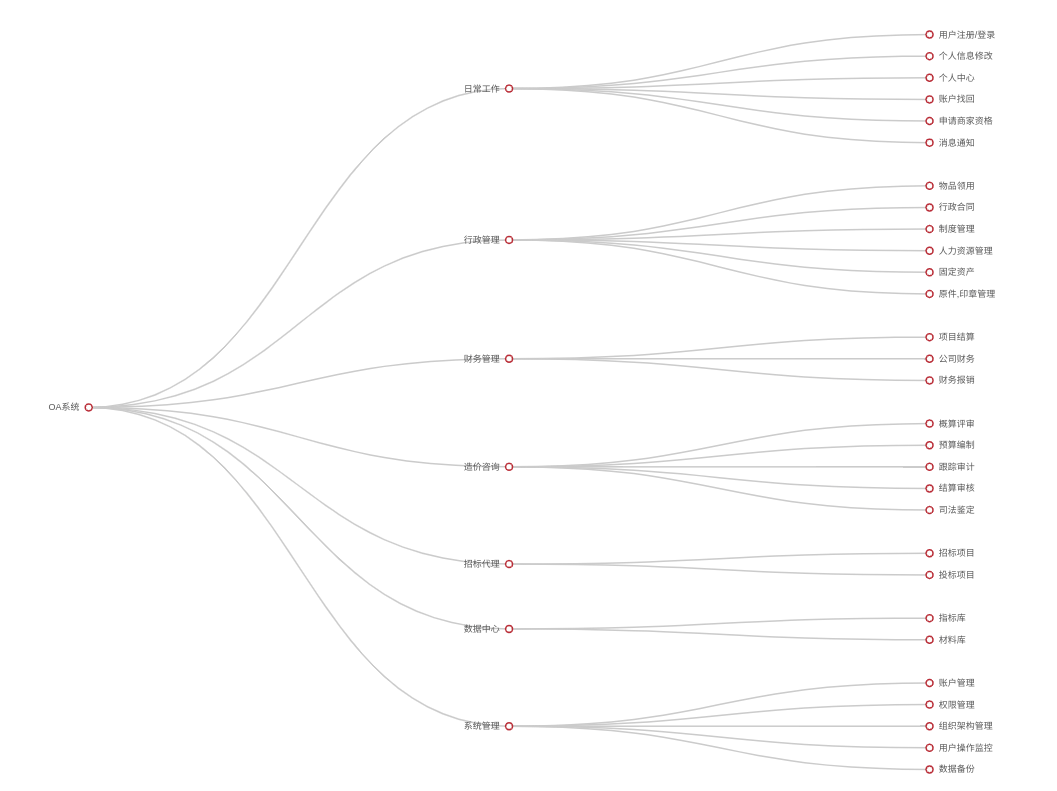 OA系统
日常工作
用户注册/登录
个人信息修改
个人中心
账户找回
申请商家资格
消息通知
行政管理
物品领用
行政合同
制度管理
人力资源管理
固定资产
原件,印章管理
财务管理
项目结算
公司财务
财务报销
造价咨询
概算评审
预算编制
跟踪审计
结算审核
司法鉴定
招标代理
招标项目
投标项目
数据中心
指标库
材料库
系统管理
账户管理
权限管理
组织架构管理
用户操作监控
数据备份